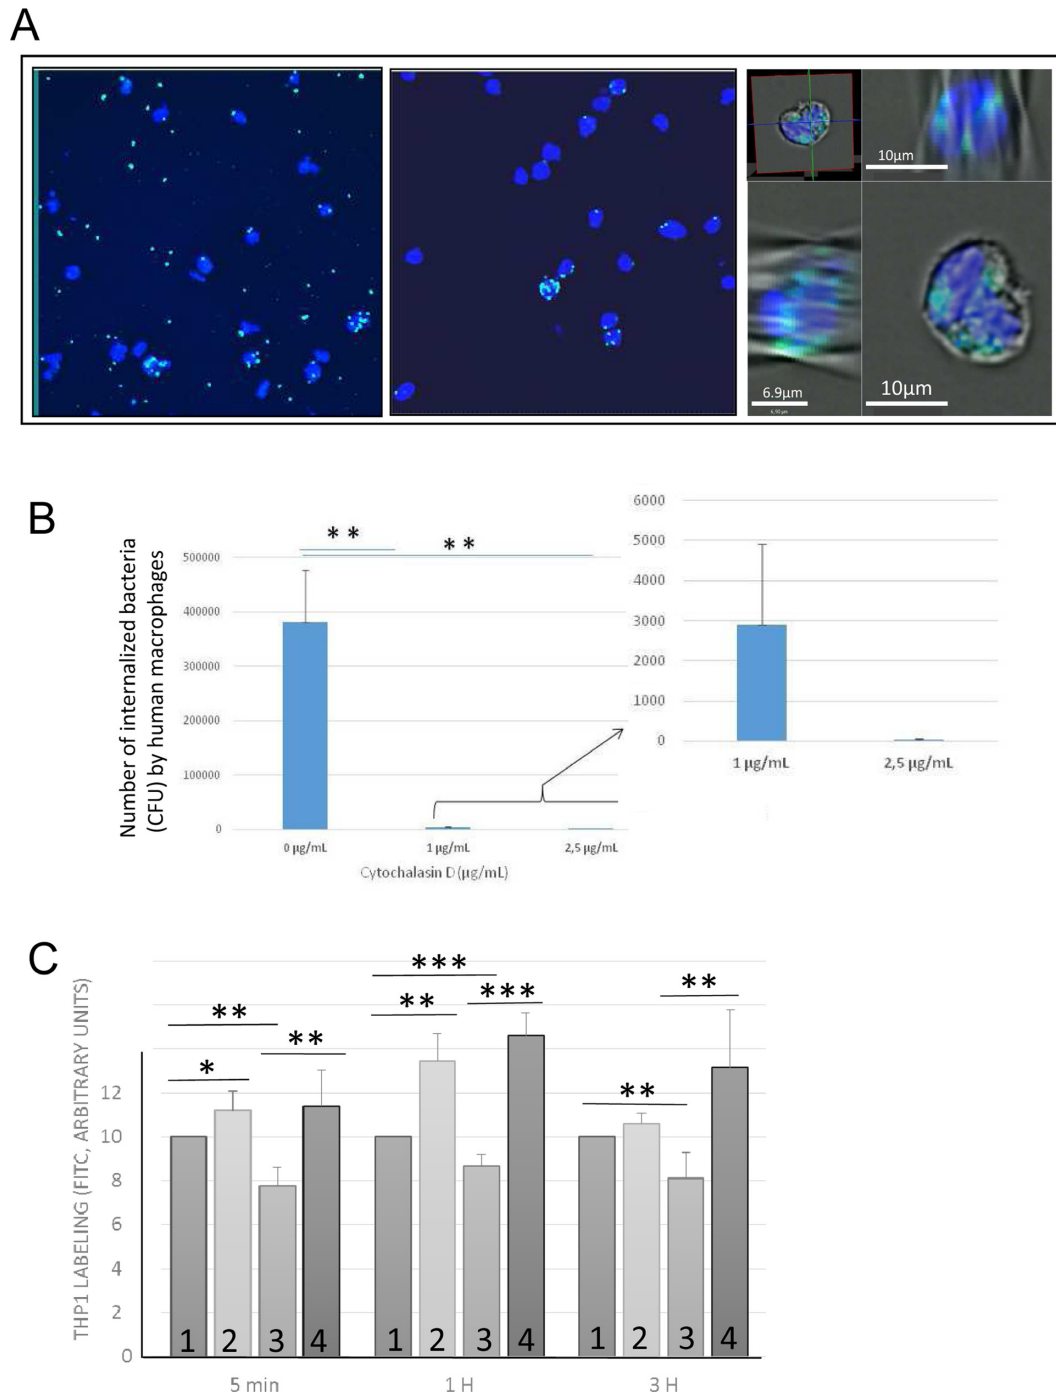 A
10µm
6.9µm
10µm
B
Number of internalized bacteria
(CFU) by human macrophages
**
**
500000
400000
300000
200000
100000
0
0 µg/mL
1 µg/mL
2,5 µg/mL
Cytochalasin D (µg/mL)
6000
5000
4000
3000
2000
1000
0
1 µg/mL
2,5 µg/mL
C
THP1 LABELING (FITC, ARBITRARY UNITS)
12
10
8
6
4
2
0
**
*
**
***
**
***
**
**
1 2 3 4
1 2 3 4
1 2 3 4
5 min
1 H
3 H